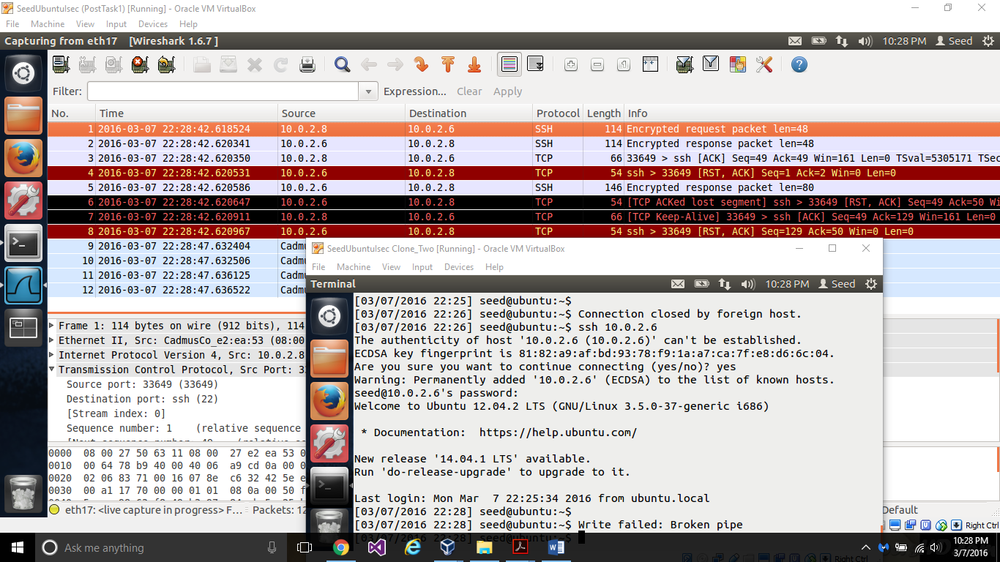 SeedUbuntuIsec (PostTask1) [Running] - Oracle VM VirtualBox
File Machine View Input Devices Help
Capturing from eth17 [Wireshark 1.6.7 ] 10:28 PM Seed
Filter: Expression... Clear Apply
No. Time Source Destination Protocol Length Info
1 2016-03-07 22:28:42.618524 10.0.2.8 10.0.2.6 SSH 114 Encrypted request packet len=48
2 2016-03-07 22:28:42.620341 10.0.2.6 10.0.2.8 SSH 114 Encrypted response packet len=48
3 2016-03-07 22:28:42.620350 10.0.2.8 10.0.2.6 TCP 66 33649 > ssh [ACK] Seq=49 Ack=49 Win=161 Len=0 TSval=5305171 TSec
4 2016-03-07 22:28:42.620531 10.0.2.6 10.0.2.8 TCP 54 ssh > 33649 [RST, ACK] Seq=1 Ack=2 Win=0 Len=0
5 2016-03-07 22:28:42.620586 10.0.2.6 10.0.2.8 SSH 146 Encrypted response packet len=80
6 2016-03-07 22:28:42.620647 10.0.2.6 10.0.2.8 TCP 54 [TCP ACKed lost segment] ssh > 33649 [RST, ACK] Seq=49 Ack=50 Wi
7 2016-03-07 22:28:42.620911 10.0.2.8 10.0.2.6 TCP 66 [TCP Keep-Alive] 33649 > ssh [ACK] Seq=49 Ack=129 Win=161 Len=0
8 2016-03-07 22:28:42.620967 10.0.2.6 10.0.2.8 TCP 54 ssh > 33649 [RST, ACK] Seq=129 Ack=50 Win=0 Len=0
9 2016-03-07 22:28:47.632404 Cadmu
10 2016-03-07 22:28:47.632506 Cadmu
11 2016-03-07 22:28:47.636125 Cadmu
12 2016-03-07 22:28:47.636522 Cadmu
Frame 1: 114 bytes on wire (912 bits), 114
Ethernet II, Src: CadmusCo_e2:ea:53 (08:00
Internet Protocol Version 4, Src: 10.0.2.8
Transmission Control Protocol, Src Port: 3
Source port: 33649 (33649)
Destination port: ssh (22)
[Stream index: 0]
Sequence number: 1 (relative sequence
0000 08 00 27 50 63 11 08 00 27 e2 ea 53 0
0010 00 64 78 b9 40 00 40 06 a9 cd 0a 00 0
0020 02 06 83 71 00 16 07 8e c6 32 42 5e e
0030 00 a1 17 70 00 00 01 01 08 0a 00 50 f
eth17: <live capture in progress> F... Packets: 12
Default
Right Ctrl
SeedUbuntuIsec Clone_Two [Running] - Oracle VM VirtualBox
File Machine View Input Devices Help
Terminal 10:28 PM Seed
[03/07/2016 22:25] seed@ubuntu:~$
[03/07/2016 22:26] seed@ubuntu:~$ Connection closed by foreign host.
[03/07/2016 22:26] seed@ubuntu:~$ ssh 10.0.2.6
The authenticity of host '10.0.2.6 (10.0.2.6)' can't be established.
ECDSA key fingerprint is 81:82:a9:af:bd:93:78:f9:1a:a7:ca:7f:e8:d6:6c:04.
Are you sure you want to continue connecting (yes/no)? yes
Warning: Permanently added '10.0.2.6' (ECDSA) to the list of known hosts.
seed@10.0.2.6's password:
Welcome to Ubuntu 12.04.2 LTS (GNU/Linux 3.5.0-37-generic i686)
* Documentation: https://help.ubuntu.com/
New release '14.04.1 LTS' available.
Run 'do-release-upgrade' to upgrade to it.
Last login: Mon Mar 7 22:25:34 2016 from ubuntu.local
[03/07/2016 22:28] seed@ubuntu:~$
[03/07/2016 22:28] seed@ubuntu:~$ Write failed: Broken pipe
[03/07/2016 22:28] seed@ubuntu:~$
Right Ctrl
Ask me anything
10:28 PM
3/7/2016